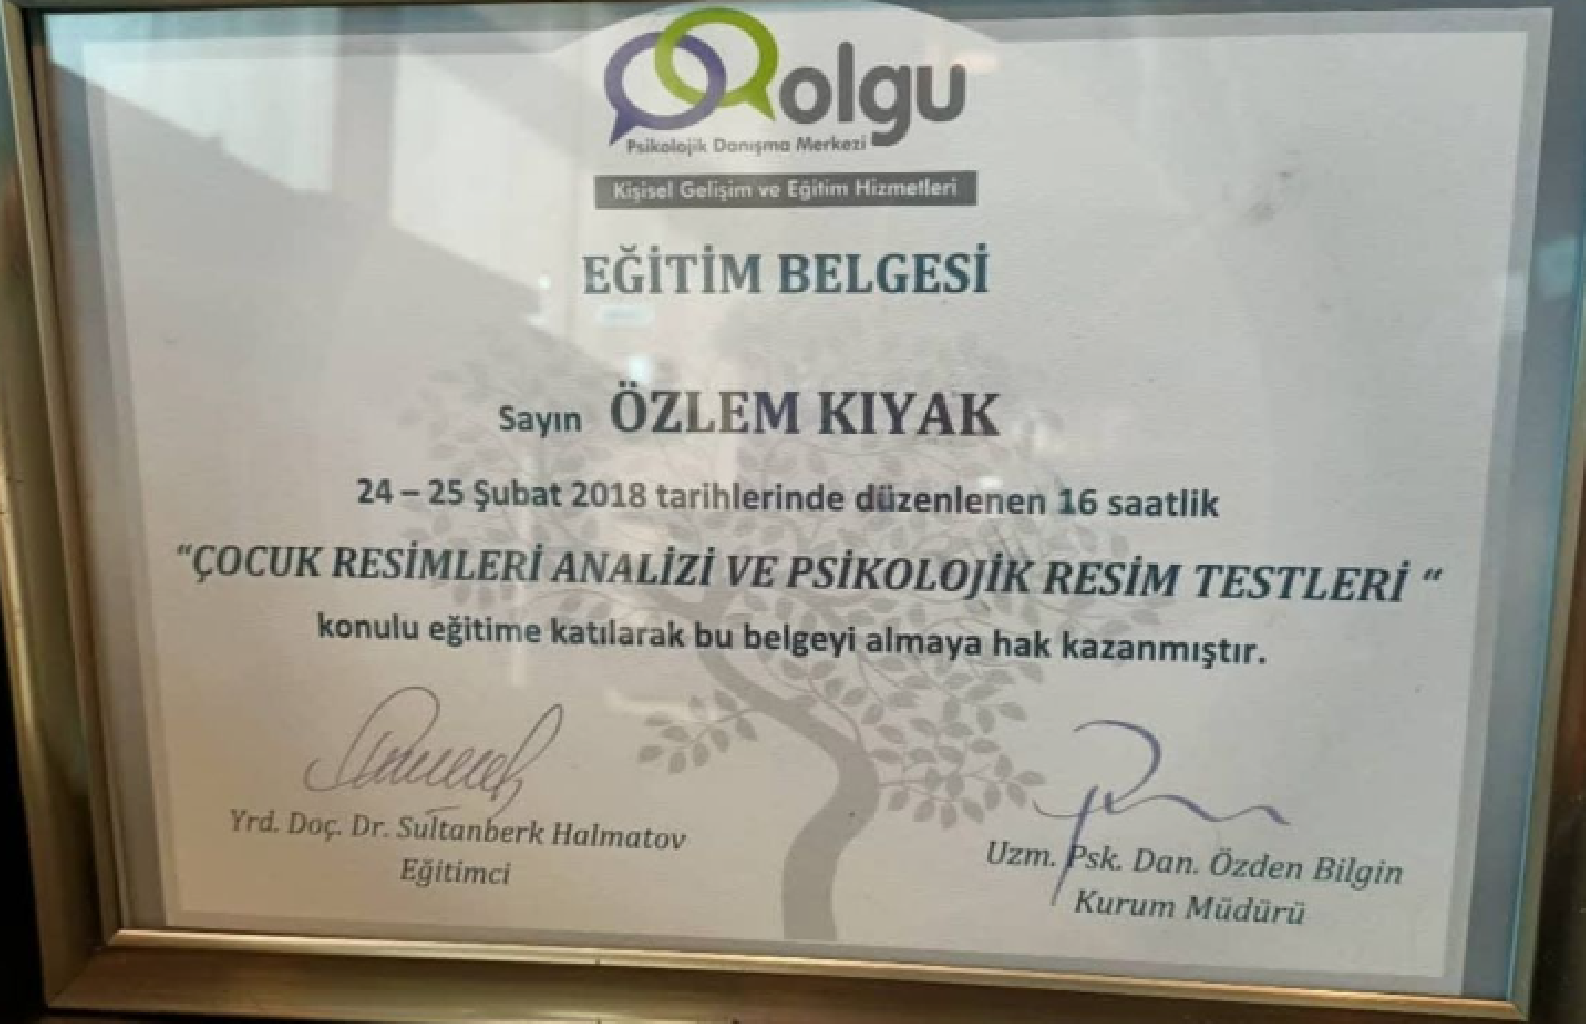 olgu
Psikolojik Danışma Merkezi
Kişisel Gelişim ve Eğitim Hizmetleri
EĞİTİM BELGESİ
Sayın ÖZLEM KIYAK
24 – 25 Şubat 2018 tarihlerinde düzenlenen 16 saatlik
“ÇOCUK RESİMLERİ ANALİZİ VE PSİKOLOJİK RESİM TESTLERİ “
konulu eğitime katılarak bu belgeyi almaya hak kazanmıştır.
Yrd. Doç. Dr. Sultanberk Halmatov
Eğitimci
Uzm. Psk. Dan. Özden Bilgin
Kurum Müdürü